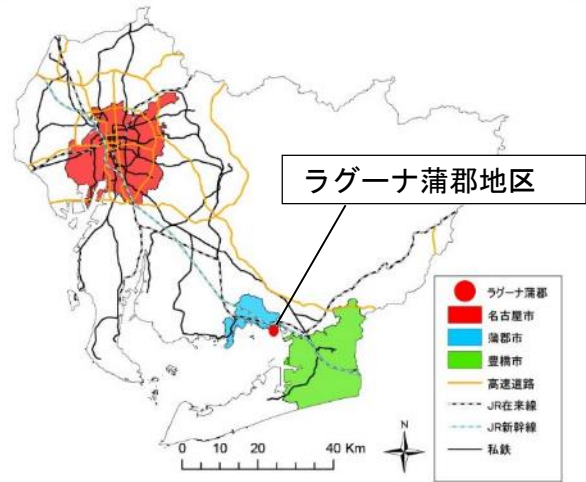 ラグーナ蒲郡地区
ラグーナ蒲郡
名古屋市
蒲郡市
豊橋市
高速道路
JR在来線
JR新幹線
私鉄
N
0 10 20 40 Km